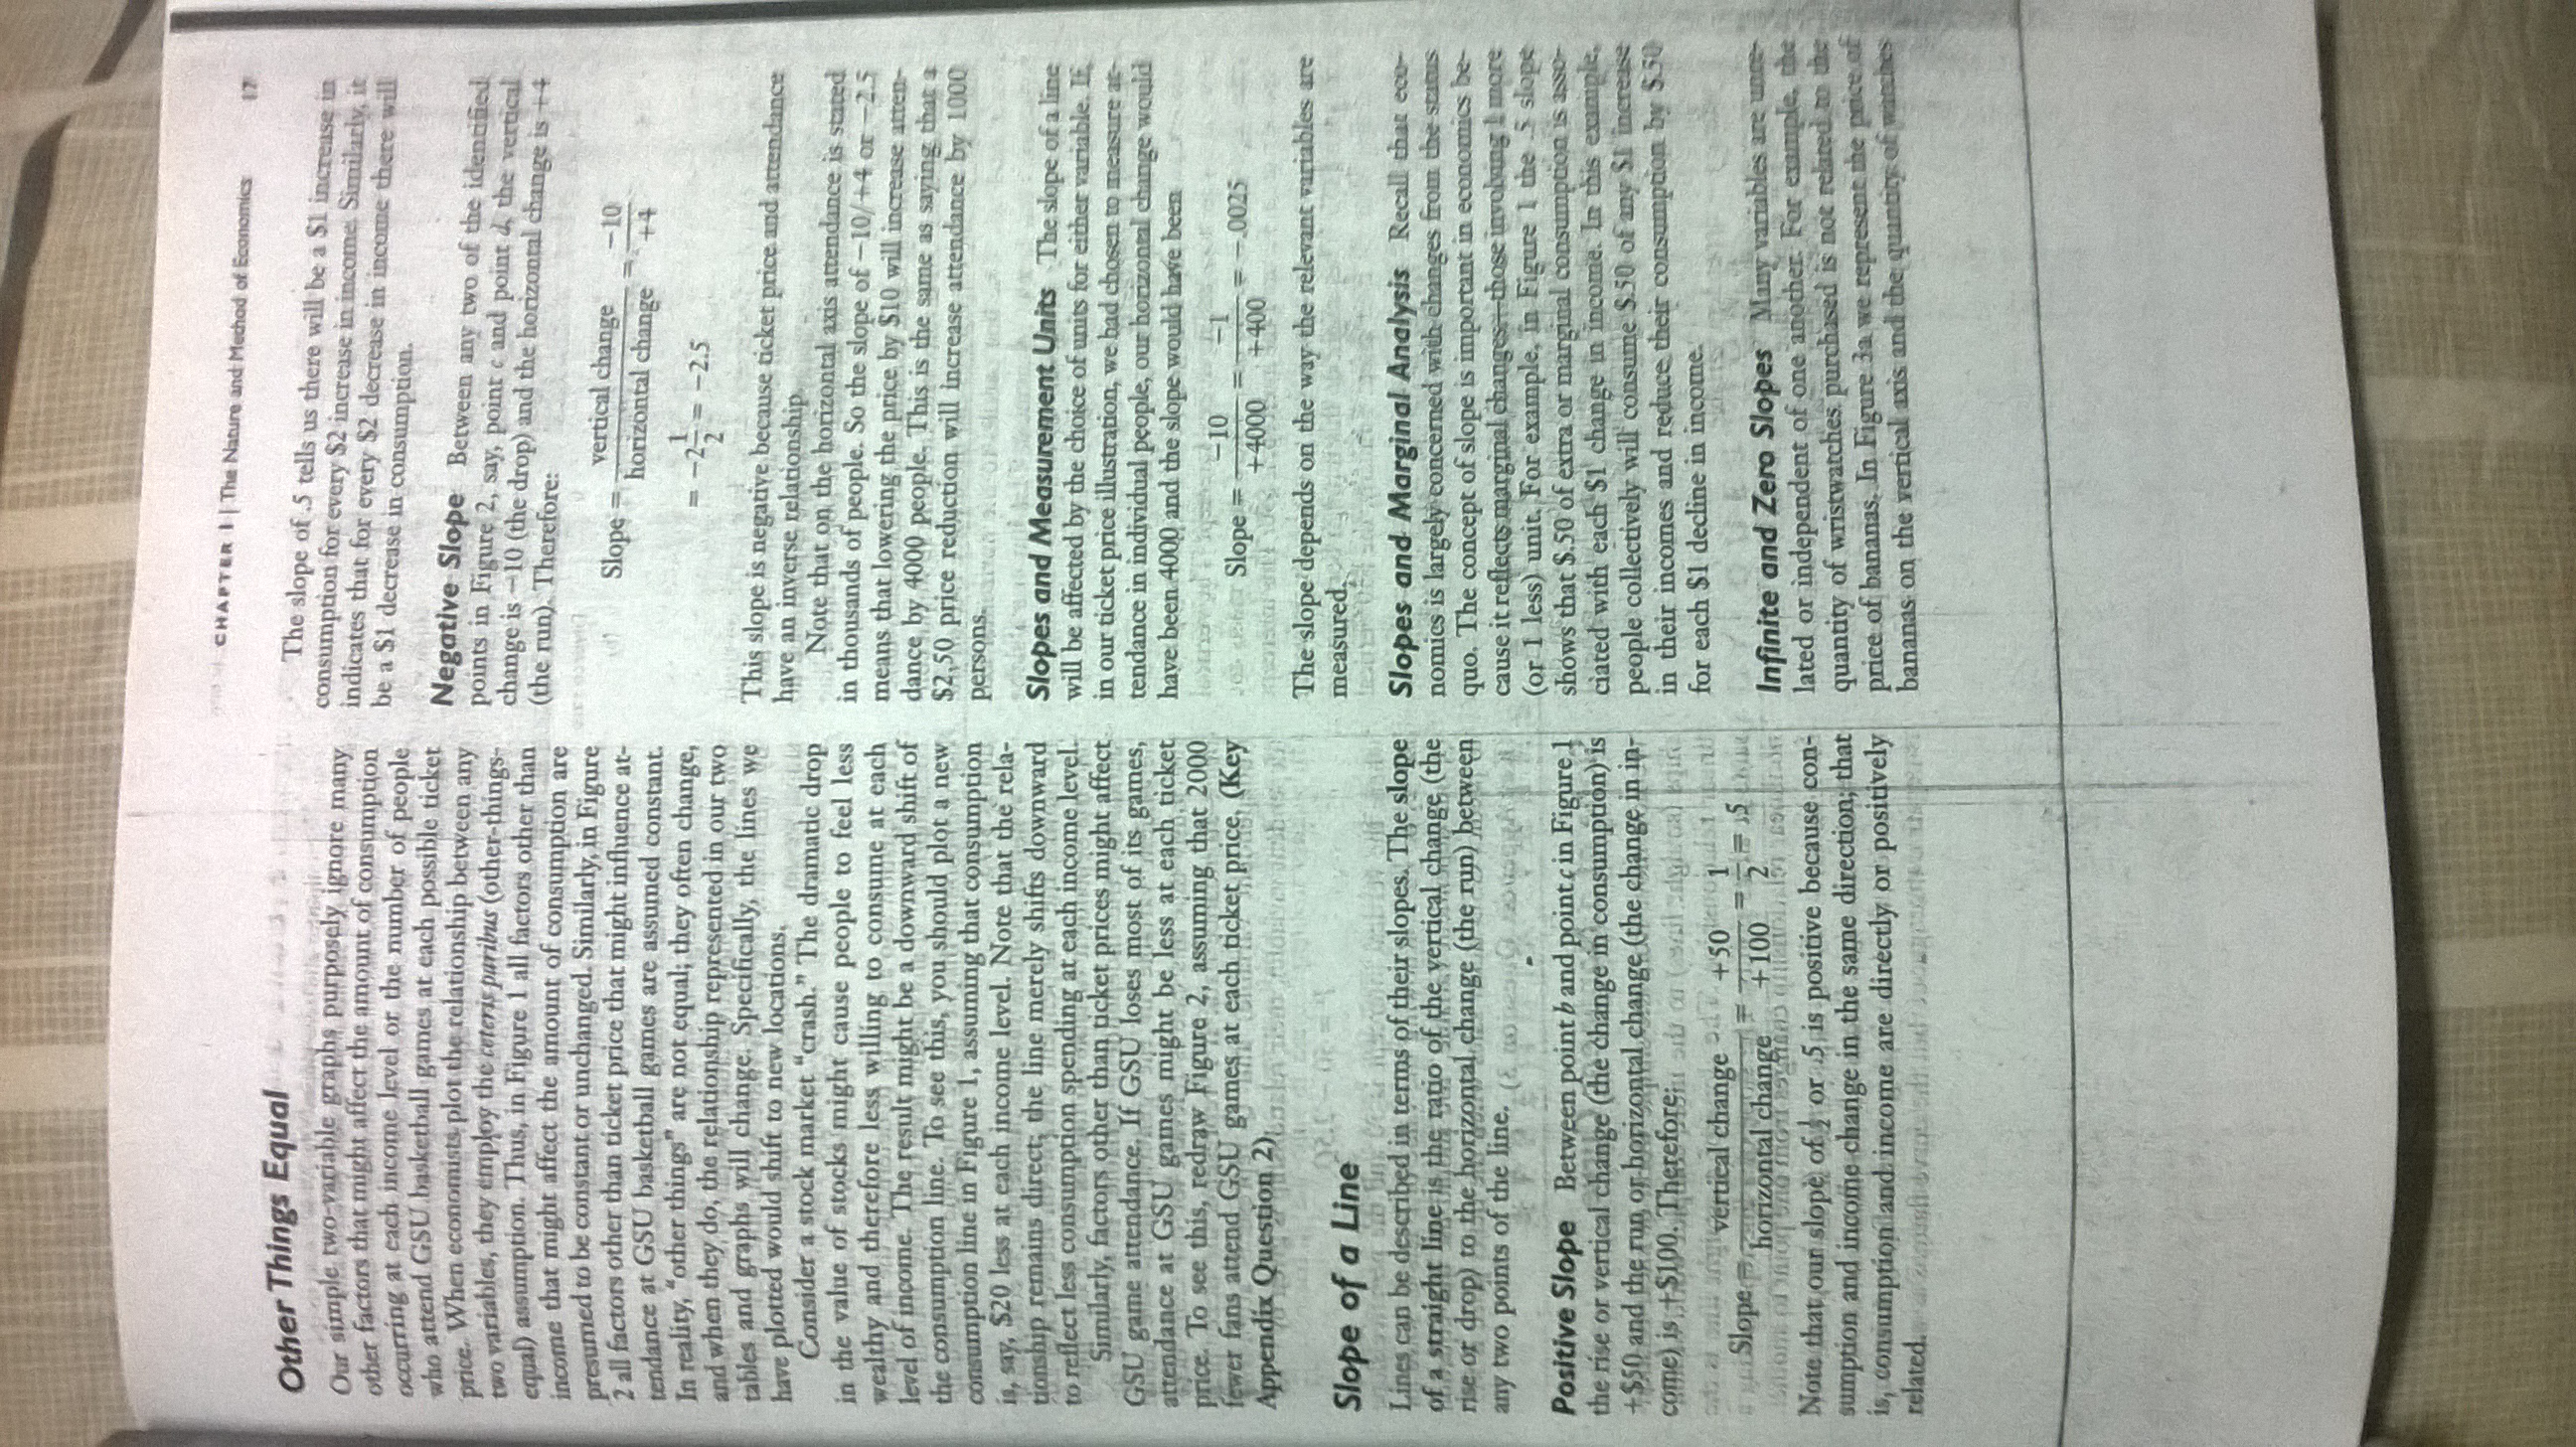 CHAPTER 1 | The Nature and Method of Economics 17
Other Things Equal
Our simple two-variable graphs purposely ignore many
other factors that might affect the amount of consumption
occurring at each income level or the number of people
who attend GSU basketball games at each possible ticket
price. When economists plot the relationship between any
two variables, they employ the ceteris paribus (other-things-
equal) assumption. Thus, in Figure 1 all factors other than
income that might affect the amount of consumption are
presumed to be constant or unchanged. Similarly, in Figure
2 all factors other than ticket price that might influence at-
tendance at GSU basketball games are assumed constant.
In reality, “other things” are not equal; they often change,
and when they do, the relationship represented in our two
tables and graphs will change. Specifically, the lines we
have plotted would shift to new locations.
Consider a stock market “crash.” The dramatic drop
in the value of stocks might cause people to feel less
wealthy and therefore less willing to consume at each
level of income. The result might be a downward shift of
the consumption line. To see this, you should plot a new
consumption line in Figure 1, assuming that consumption
is, say, $20 less at each income level. Note that the rela-
tionship remains direct; the line merely shifts downward
to reflect less consumption spending at each income level.
Similarly, factors other than ticket prices might affect
GSU game attendance. If GSU loses most of its games,
attendance at GSU games might be less at each ticket
price. To see this, redraw Figure 2, assuming that 2000
fewer fans attend GSU games at each ticket price. (Key
Appendix Question 2)
Slope of a Line
Lines can be described in terms of their slopes. The slope
of a straight line is the ratio of the vertical change (the
rise or drop) to the horizontal change (the run) between
any two points of the line.
Positive Slope Between point b and point c in Figure 1
the rise or vertical change (the change in consumption) is
+$50 and the run or horizontal change (the change in in-
come) is +$100. Therefore:
Slope = vertical change / horizontal change = +50 / +100 = 1/2 = .5
Note that our slope of ½ or .5 is positive because con-
sumption and income change in the same direction; that
is, consumption and income are directly or positively
related.
The slope of .5 tells us there will be a $1 increase in
consumption for every $2 increase in income. Similarly, it
indicates that for every $2 decrease in income there will
be a $1 decrease in consumption.
Negative Slope Between any two of the identified
points in Figure 2, say, point c and point d, the vertical
change is −10 (the drop) and the horizontal change is +4
(the run). Therefore:
Slope = vertical change / horizontal change = −10 / +4
= −2 1/2 = −2.5
This slope is negative because ticket price and attendance
have an inverse relationship.
Note that on the horizontal axis attendance is stated
in thousands of people. So the slope of −10/+4 or −2.5
means that lowering the price by $10 will increase atten-
dance by 4000 people. This is the same as saying that a
$2.50 price reduction will increase attendance by 1000
persons.
Slopes and Measurement Units The slope of a line
will be affected by the choice of units for either variable. If,
in our ticket price illustration, we had chosen to measure at-
tendance in individual people, our horizontal change would
have been 4000 and the slope would have been
Slope = −10 / +4000 = −1 / +400 = −.0025
The slope depends on the way the relevant variables are
measured.
Slopes and Marginal Analysis Recall that eco-
nomics is largely concerned with changes from the status
quo. The concept of slope is important in economics be-
cause it reflects marginal changes—those involving 1 more
(or 1 less) unit. For example, in Figure 1 the .5 slope
shows that $.50 of extra or marginal consumption is asso-
ciated with each $1 change in income. In this example,
people collectively will consume $.50 of any $1 increase
in their incomes and reduce their consumption by $.50
for each $1 decline in income.
Infinite and Zero Slopes Many variables are unre-
lated or independent of one another. For example, the
quantity of wristwatches purchased is not related to the
price of bananas. In Figure 3a we represent the price of
bananas on the vertical axis and the quantity of watches